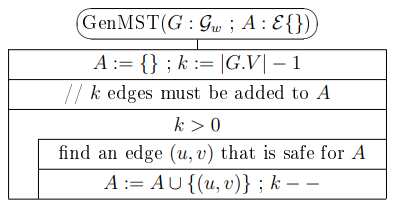 GenMST(G : 𝒢_w ; A : ℰ{})
A := {} ; k := |G.V| − 1
// k edges must be added to A
k > 0
find an edge (u, v) that is safe for A
A := A ∪ {(u, v)} ; k − −